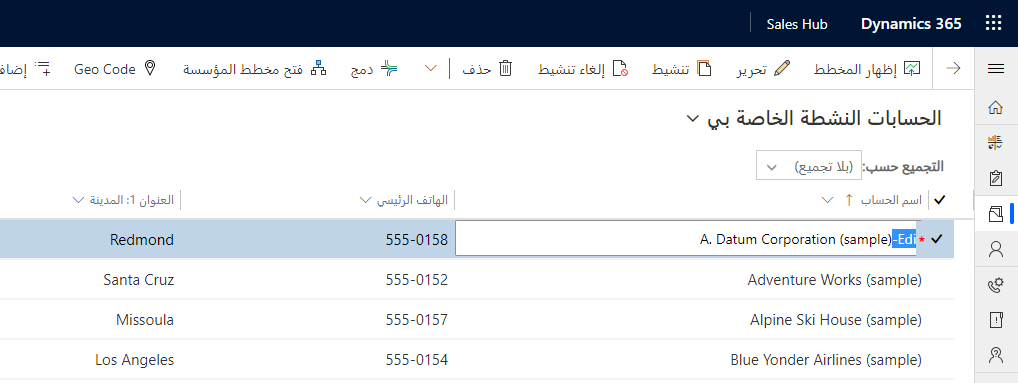 Dynamics 365 Sales Hub
إظهار المخطط تحرير تنشيط إلغاء تنشيط حذف دمج فتح مخطط المؤسسة Geo Code إضاف
الحسابات النشطة الخاصة بي
التجميع حسب: (بلا تجميع)
اسم الحساب الهاتف الرئيسي العنوان 1: المدينة
* A. Datum Corporation (sample)-Edi 555-0158 Redmond
Adventure Works (sample) 555-0152 Santa Cruz
Alpine Ski House (sample) 555-0157 Missoula
Blue Yonder Airlines (sample) 555-0154 Los Angeles